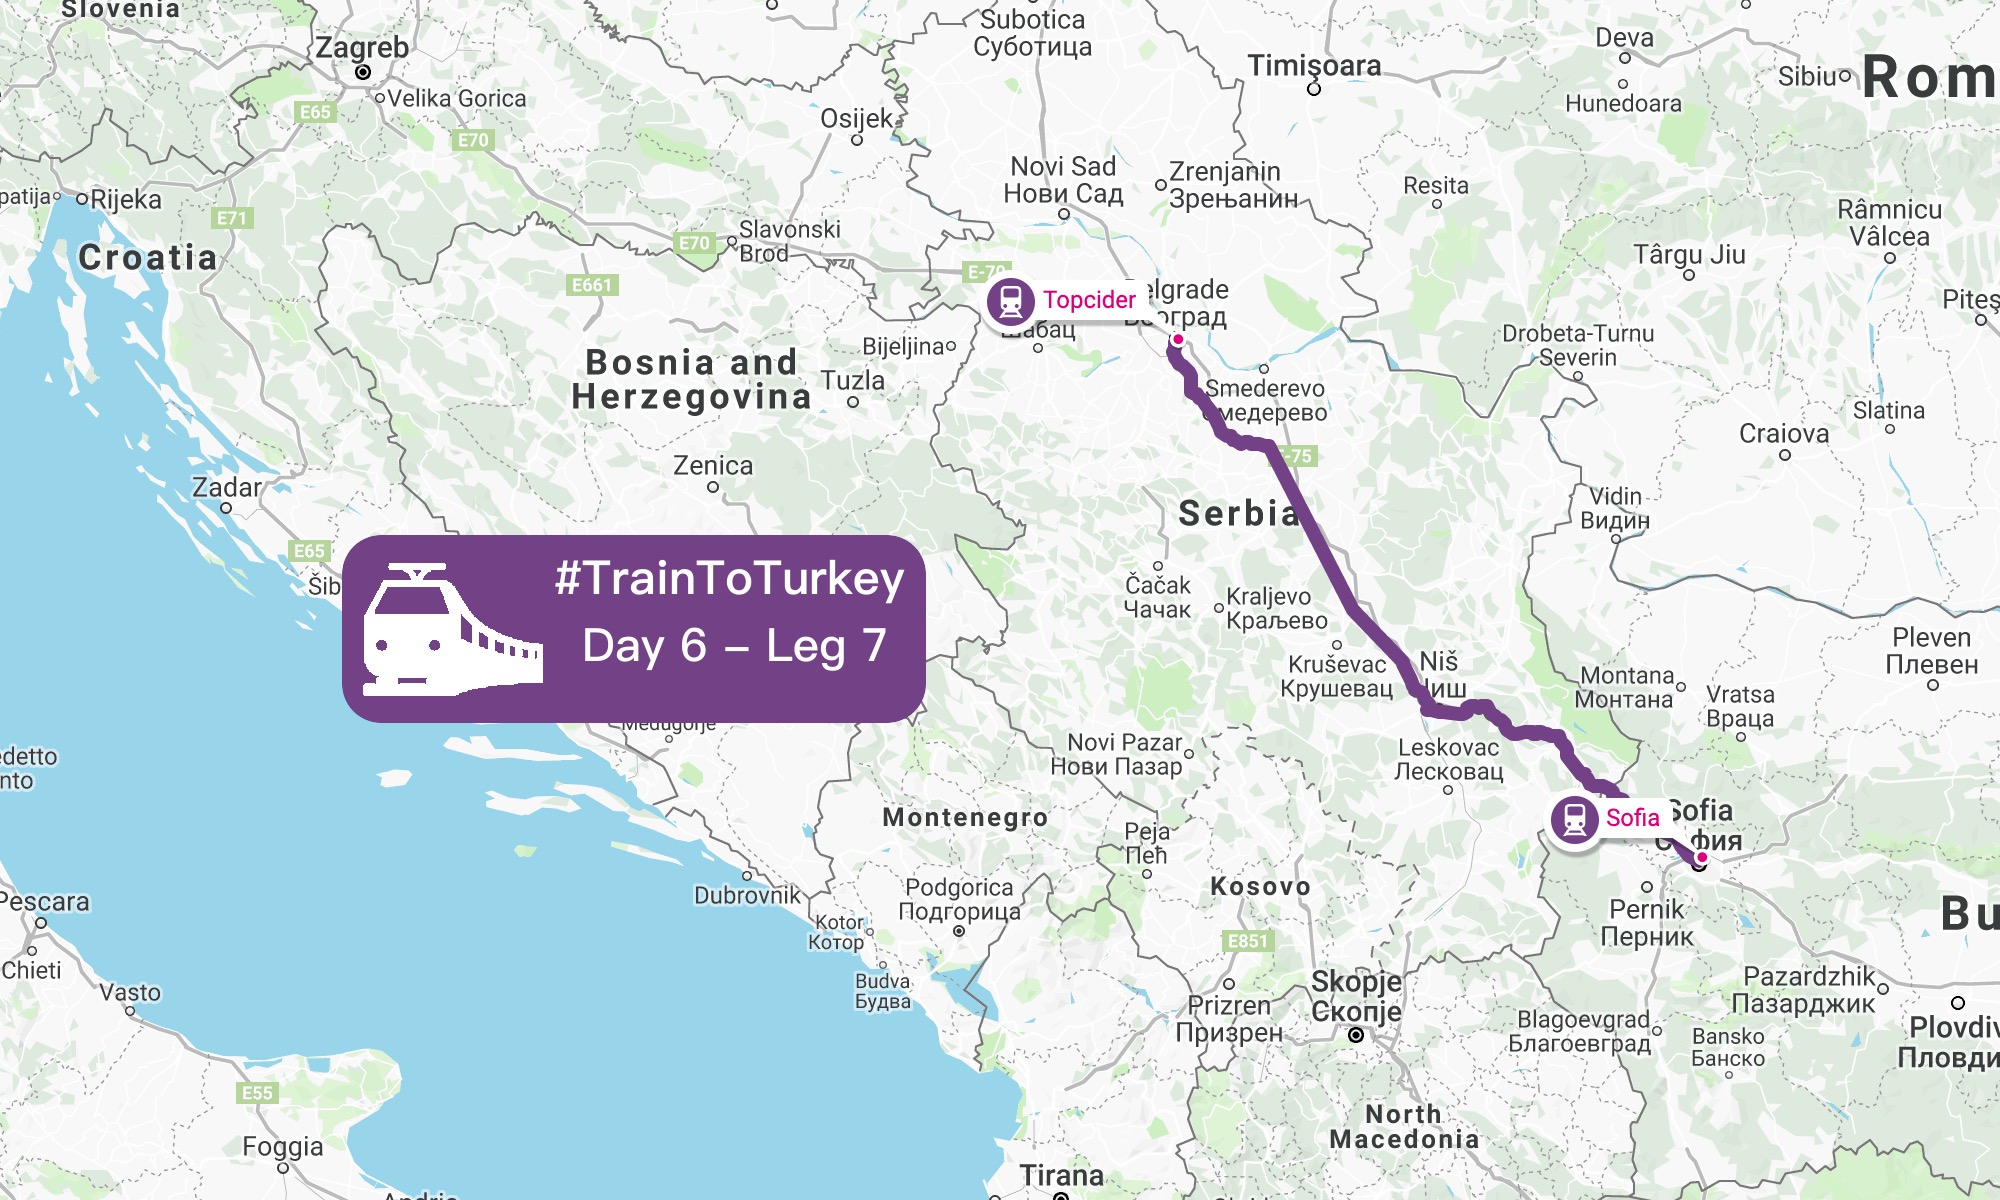 Slovenia
Zagreb
Velika Gorica
E65
E70
Subotica
Суботица
Timișoara
Deva
Sibiu
Rom
Hunedoara
Osijek
patija
Rijeka
E71
Croatia
Novi Sad
Нови Сад
Zrenjanin
Зрењанин
Resita
Râmnicu
Vâlcea
Târgu Jiu
Piteș
Slavonski
Brod
E70
E661
E-70
Topcider
elgrade
Београд
Шабац
Bijeljina
Drobeta-Turnu
Severin
Bosnia and
Herzegovina
Tuzla
Smederevo
медерево
Slatina
Craiova
E-75
Zenica
Zadar
Serbia
Vidin
Видин
E65
Šib
#TrainToTurkey
Day 6 – Leg 7
Čačak
Чачак
Kraljevo
Краљево
Kruševac
Крушевац
Niš
Ниш
Pleven
Плевен
Montana
Монтана
Vratsa
Враца
Međugorje
edetto
nto
Novi Pazar
Нови Пазар
Leskovac
Лесковац
Montenegro
Peja
Пећ
Sofia
Sofia
София
Dubrovnik
Podgorica
Подгорица
Kosovo
Pescara
Kotor
Котор
Pernik
Перник
Bu
E851
Chieti
Vasto
Budva
Будва
Prizren
Призрен
Skopje
Скопје
Pazardzhik
Пазарджик
Blagoevgrad
Благоевград
Bansko
Банско
Plovdiv
Пловди
E55
Foggia
North
Macedonia
Tirana
Andria